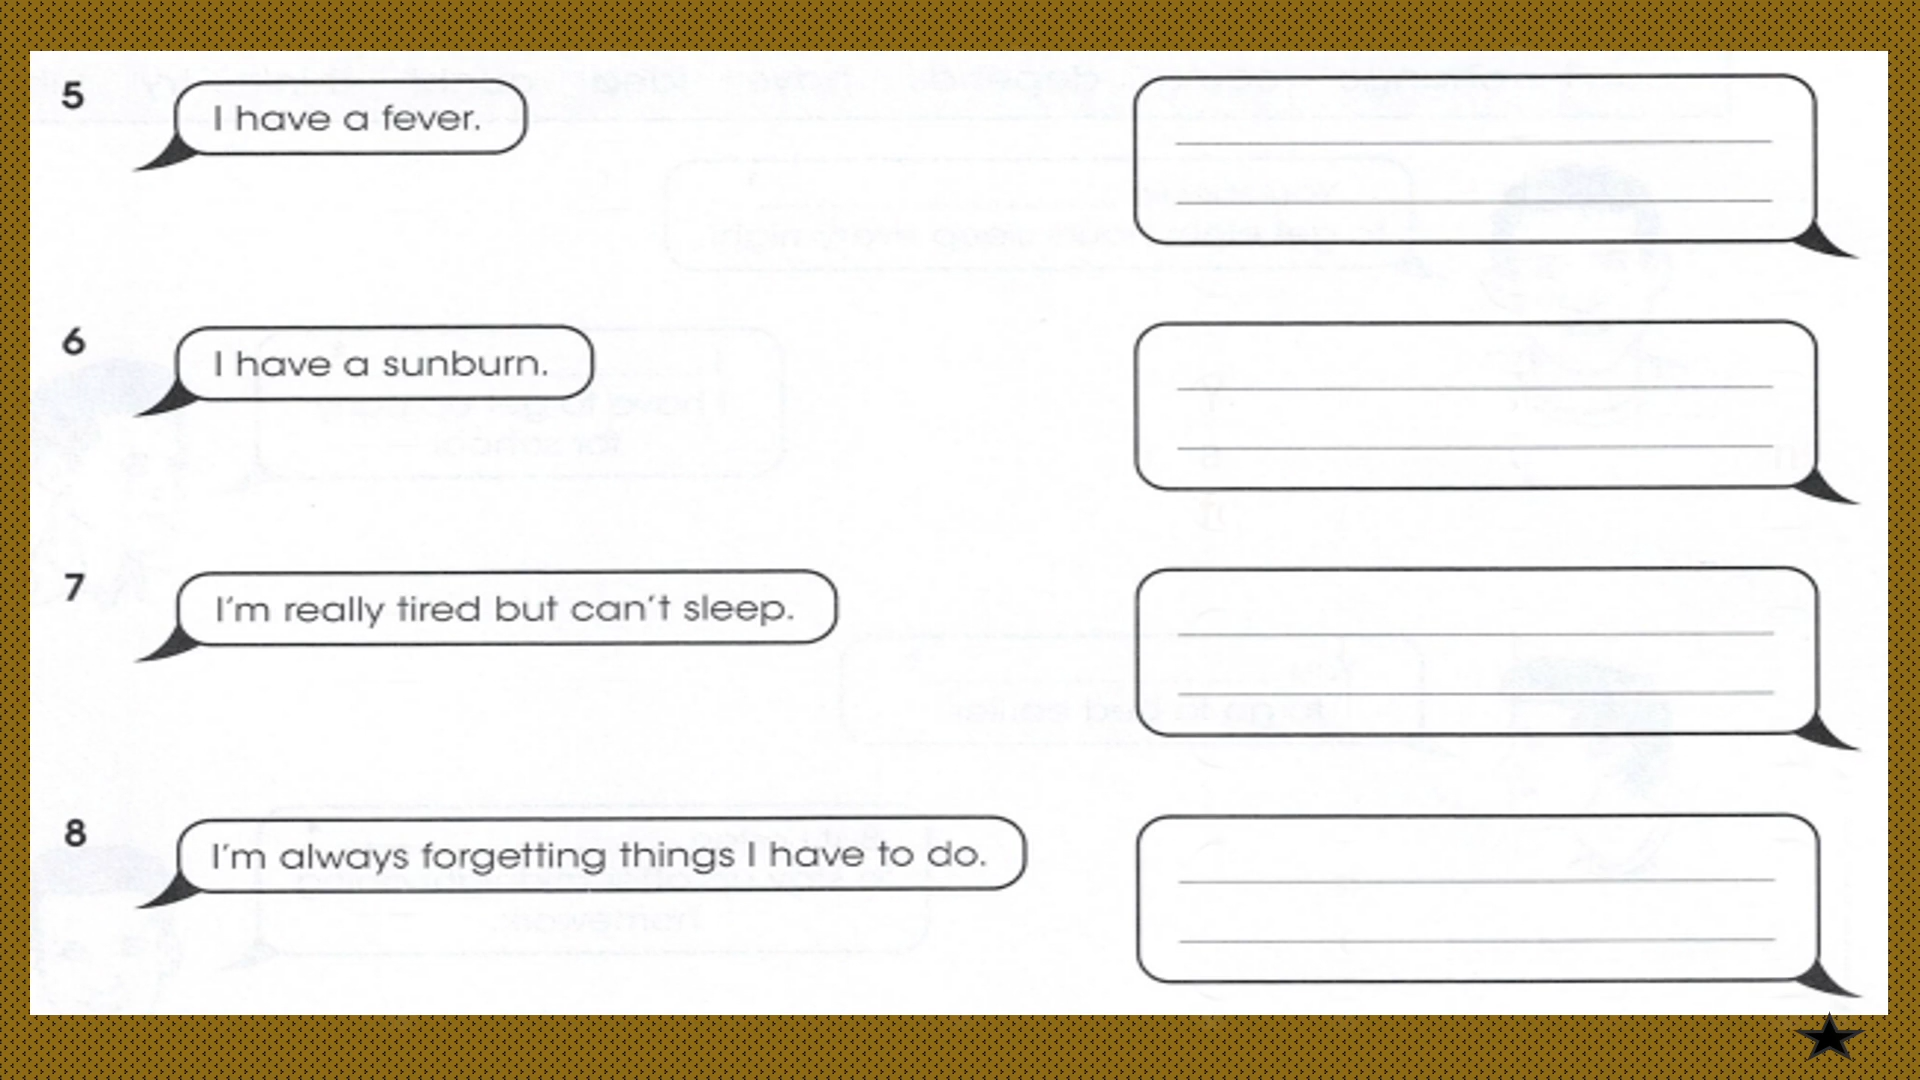 5
I have a fever.
6
I have a sunburn.
7
I'm really tired but can't sleep.
8
I'm always forgetting things I have to do.